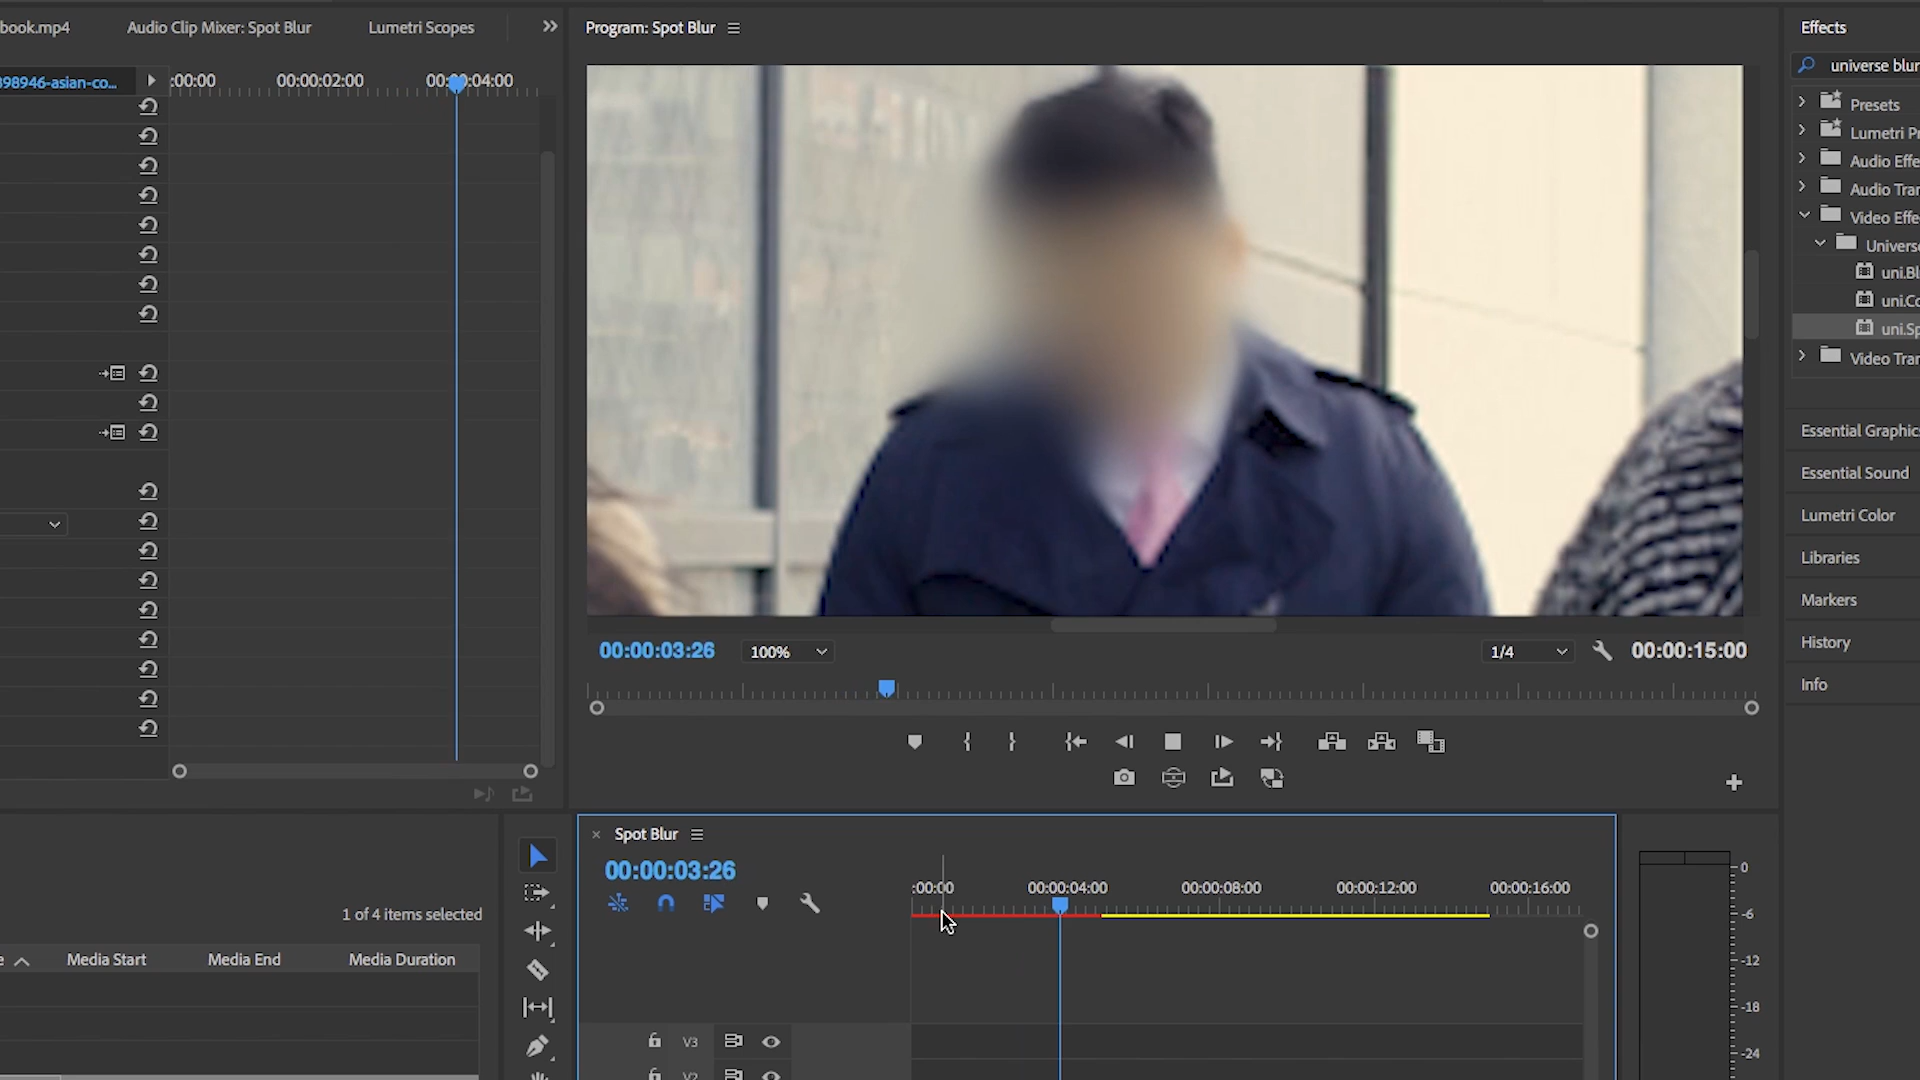 book.mp4
Audio Clip Mixer: Spot Blur
Lumetri Scopes
Program: Spot Blur
Effects
398946-asian-co...
:00:00
00:00:02:00
00:00:04:00
universe blur
Presets
Lumetri Pr
Audio Effe
Audio Tran
Video Effe
Universe
uni.Bl
uni.Co
uni.Sp
Video Tran
Essential Graphics
Essential Sound
Lumetri Color
Libraries
Markers
History
Info
00:00:03:26
100%
1/4
00:00:15:00
Spot Blur
00:00:03:26
:00:00
00:00:04:00
00:00:08:00
00:00:12:00
00:00:16:00
1 of 4 items selected
e
Media Start
Media End
Media Duration
V3
V2
0
-6
-12
-18
-24